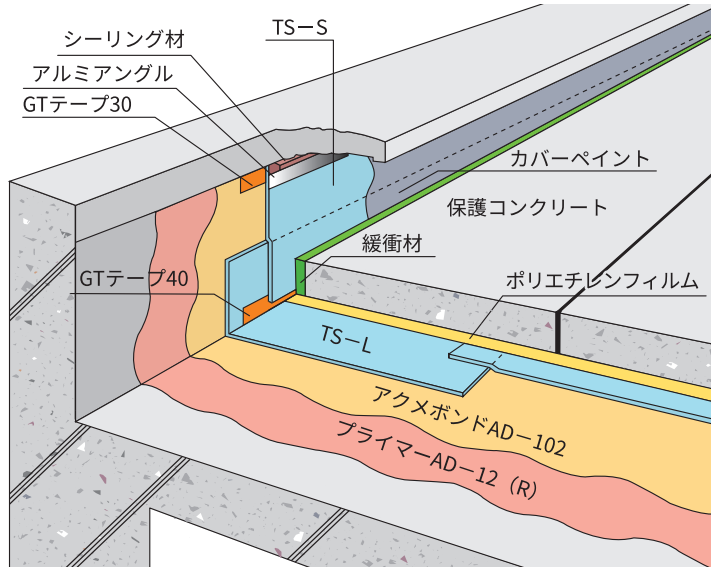 シーリング材
TS−S
アルミアングル
GTテープ30
カバーペイント
保護コンクリート
緩衝材
GTテープ40
ポリエチレンフィルム
TS−L
アクメボンドAD−102
プライマーAD−12（R）